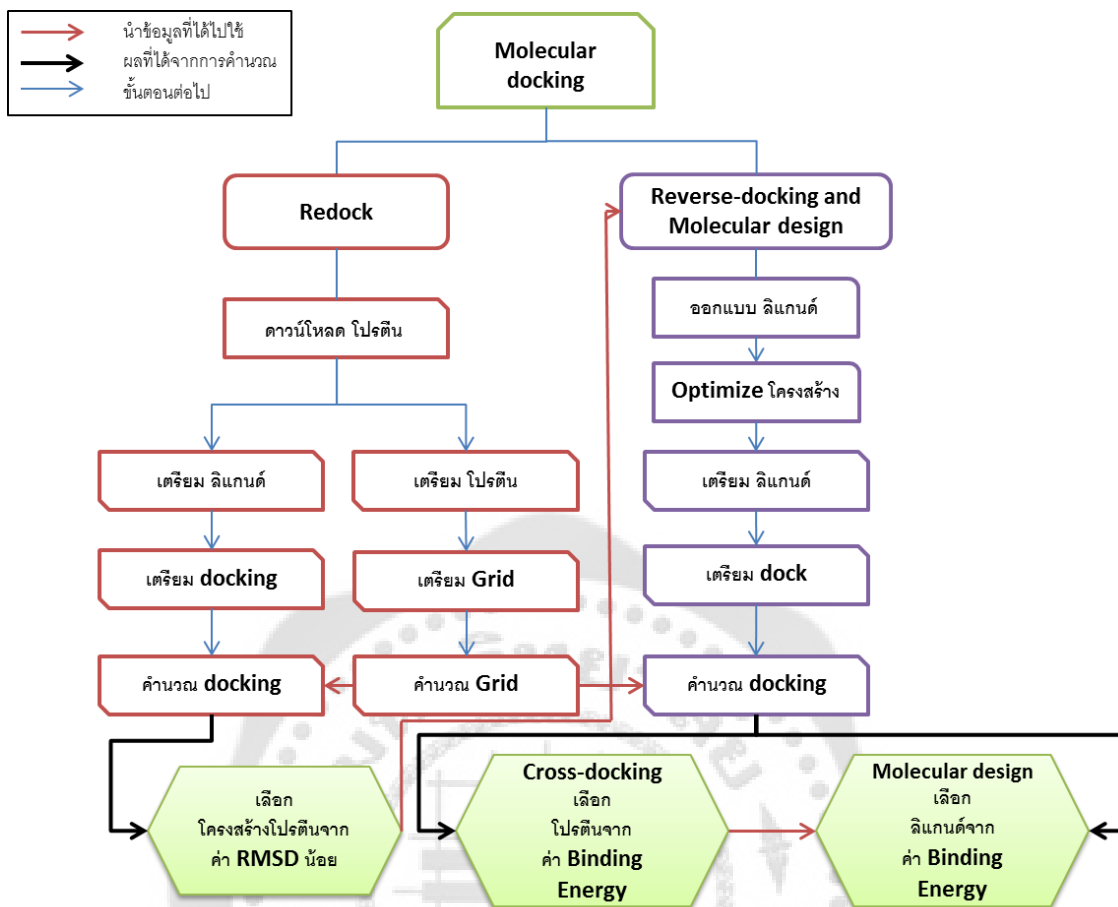 นำข้อมูลที่ได้ไปใช้
ผลที่ได้จากการคำนวณ
ขั้นตอนต่อไป
Molecular
docking
Redock
Reverse-docking and
Molecular design
ดาวน์โหลด โปรตีน
ออกแบบ ลิแกนด์
Optimize โครงสร้าง
เตรียม ลิแกนด์
เตรียม โปรตีน
เตรียม ลิแกนด์
เตรียม docking
เตรียม Grid
เตรียม dock
คำนวณ docking
คำนวณ Grid
คำนวณ docking
เลือก
โครงสร้างโปรตีนจาก
ค่า RMSD น้อย
Cross-docking
เลือก
โปรตีนจาก
ค่า Binding
Energy
Molecular design
เลือก
ลิแกนด์จาก
ค่า Binding
Energy